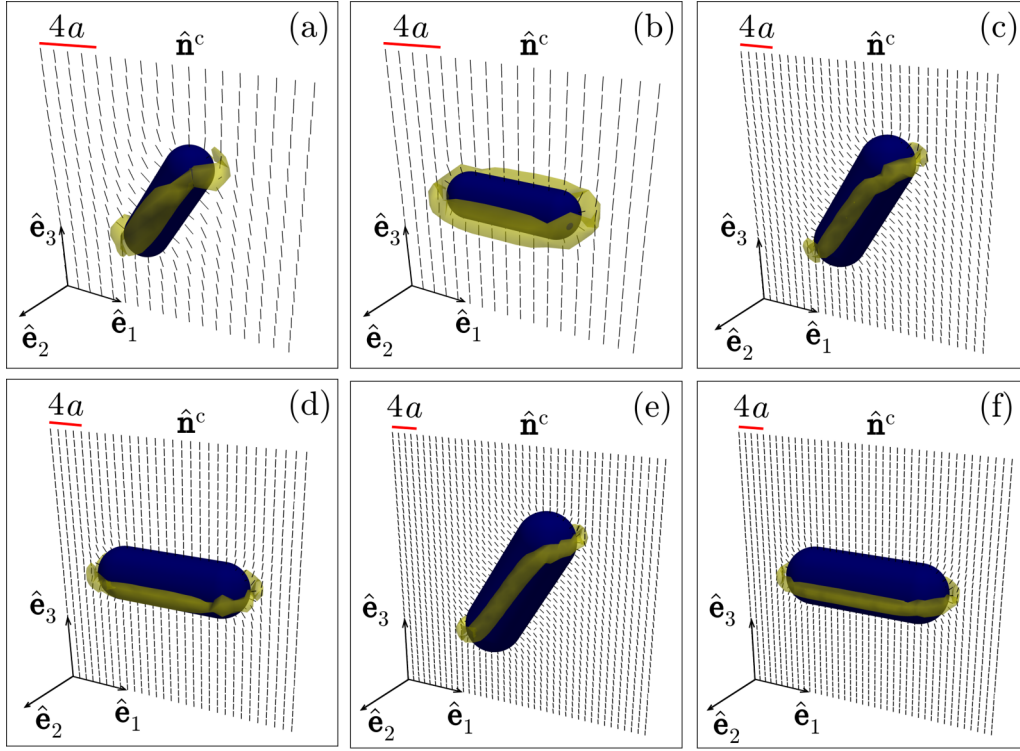 4a n̂ᶜ (a)
ê₃
ê₁
ê₂
4a n̂ᶜ (b)
ê₃
ê₁
ê₂
4a n̂ᶜ (c)
ê₃
ê₁
ê₂
4a n̂ᶜ (d)
ê₃
ê₁
ê₂
4a n̂ᶜ (e)
ê₃
ê₁
ê₂
4a n̂ᶜ (f)
ê₃
ê₁
ê₂